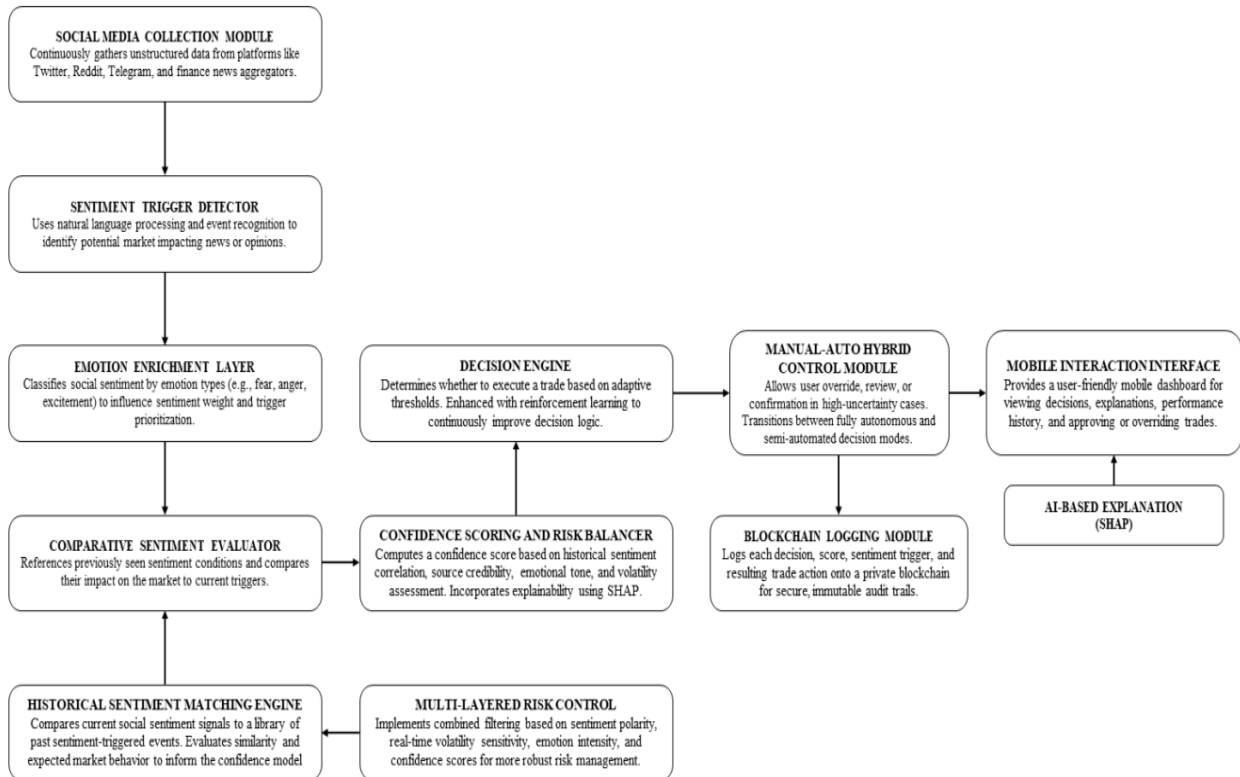 SOCIAL MEDIA COLLECTION MODULE
Continuously gathers unstructured data from platforms like
Twitter, Reddit, Telegram, and finance news aggregators.
SENTIMENT TRIGGER DETECTOR
Uses natural language processing and event recognition to
identify potential market impacting news or opinions.
EMOTION ENRICHMENT LAYER
Classifies social sentiment by emotion types (e.g., fear, anger,
excitement) to influence sentiment weight and trigger
prioritization.
DECISION ENGINE
Determines whether to execute a trade based on adaptive
thresholds. Enhanced with reinforcement learning to
continuously improve decision logic.
MANUAL-AUTO HYBRID
CONTROL MODULE
Allows user override, review, or
confirmation in high-uncertainty cases.
Transitions between fully autonomous and
semi-automated decision modes.
MOBILE INTERACTION INTERFACE
Provides a user-friendly mobile dashboard for
viewing decisions, explanations, performance
history, and approving or overriding trades.
AI-BASED EXPLANATION
(SHAP)
COMPARATIVE SENTIMENT EVALUATOR
References previously seen sentiment conditions and compares
their impact on the market to current triggers.
CONFIDENCE SCORING AND RISK BALANCER
Computes a confidence score based on historical sentiment
correlation, source credibility, emotional tone, and volatility
assessment. Incorporates explainability using SHAP.
BLOCKCHAIN LOGGING MODULE
Logs each decision, score, sentiment trigger, and
resulting trade action onto a private blockchain
for secure, immutable audit trails.
HISTORICAL SENTIMENT MATCHING ENGINE
Compares current social sentiment signals to a library of
past sentiment-triggered events. Evaluates similarity and
expected market behavior to inform the confidence model
MULTI-LAYERED RISK CONTROL
Implements combined filtering based on sentiment polarity,
real-time volatility sensitivity, emotion intensity, and
confidence scores for more robust risk management.